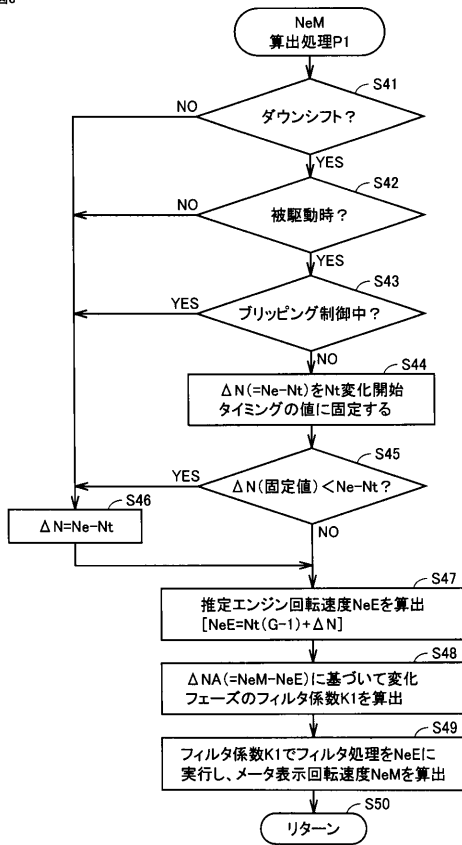 NeM
算出処理P1
S41
NO
ダウンシフト?
YES
S42
NO
被駆動時?
YES
S43
YES
ブリッピング制御中?
NO
S44
ΔN(=Ne-Nt)をNt変化開始
タイミングの値に固定する
S45
YES
ΔN(固定値)<Ne-Nt?
S46
ΔN=Ne-Nt
NO
S47
推定エンジン回転速度NeEを算出
[NeE=Nt(G-1)+ΔN]
S48
ΔNA(=NeM-NeE)に基づいて変化
フェーズのフィルタ係数K1を算出
S49
フィルタ係数K1でフィルタ処理をNeEに
実行し、メータ表示回転速度NeMを算出
S50
リターン